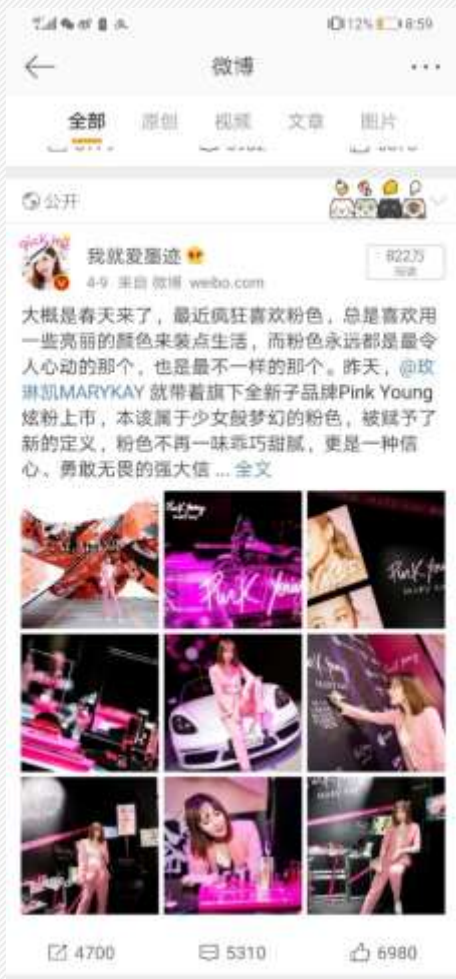 12% 8:59
微博
全部 原创 视频 文章 图片
公开
我就爱墨迹
822万
阅读
4-9 来自 微博 weibo.com
大概是春天来了，最近疯狂喜欢粉色，总是喜欢用
一些亮丽的颜色来装点生活，而粉色永远都是最令
人心动的那个，也是最不一样的那个。昨天，@玫
琳凯MARYKAY 就带着旗下全新子品牌Pink Young
炫粉上市，本该属于少女般梦幻的粉色，被赋予了
新的定义，粉色不再一味乖巧甜腻，更是一种信
心、勇敢无畏的强大信 ... 全文
Pink Young
Pink Young
4700 5310 6980